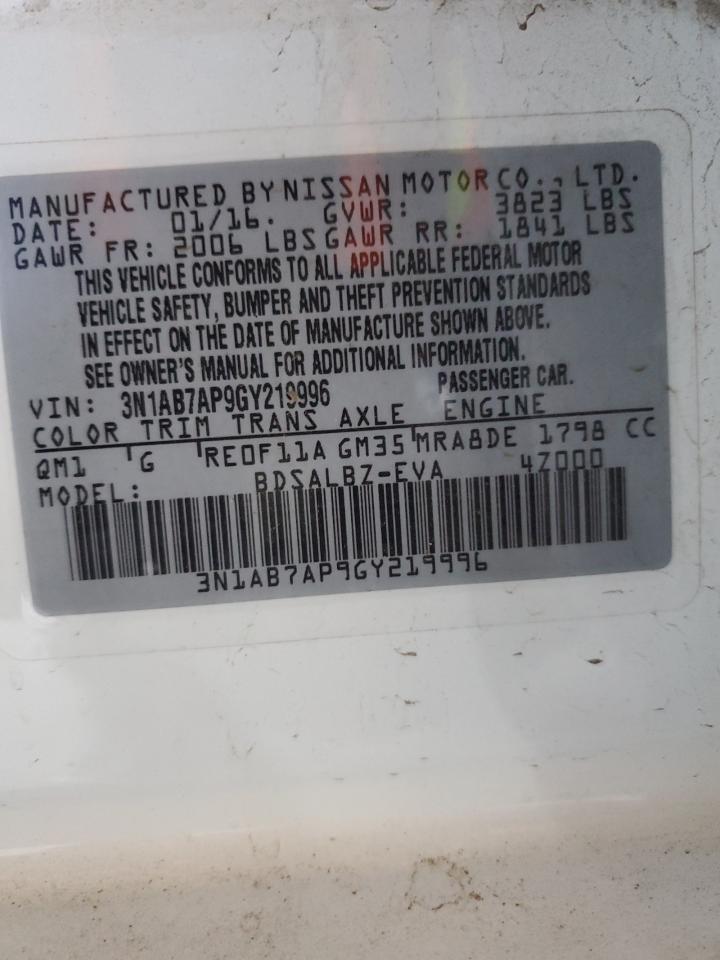 MANUFACTURED BY NISSAN MOTOR CO., LTD.
DATE: 01/16. GVWR: 3823 LBS
GAWR FR: 2006 LBS GAWR RR: 1841 LBS
THIS VEHICLE CONFORMS TO ALL APPLICABLE FEDERAL MOTOR
VEHICLE SAFETY, BUMPER AND THEFT PREVENTION STANDARDS
IN EFFECT ON THE DATE OF MANUFACTURE SHOWN ABOVE.
SEE OWNER'S MANUAL FOR ADDITIONAL INFORMATION.
VIN: 3N1AB7AP9GY219996 PASSENGER CAR.
COLOR TRIM TRANS AXLE ENGINE
QM1 G RE0F11A GM35 MRA8DE 1798 CC
MODEL: BDSALBZ-EVA 4Z000
3N1AB7AP9GY219996